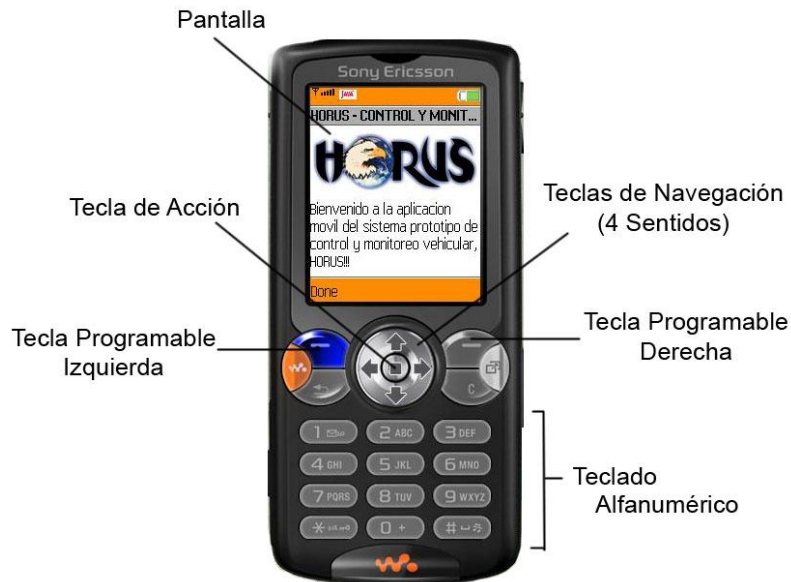 Pantalla
Sony Ericsson
JAVA
HORUS - CONTROL Y MONIT...
HORUS
Bienvenido a la aplicacion
movil del sistema prototipo de
control y monitoreo vehicular,
HORUS!!!
Done
Tecla de Acción
Teclas de Navegación
(4 Sentidos)
Tecla Programable
Izquierda
Tecla Programable
Derecha
C
1
2 ABC
3 DEF
4 GHI
5 JKL
6 MNO
7 PQRS
8 TUV
9 WXYZ
* a/A
0 +
#
Teclado
Alfanumérico